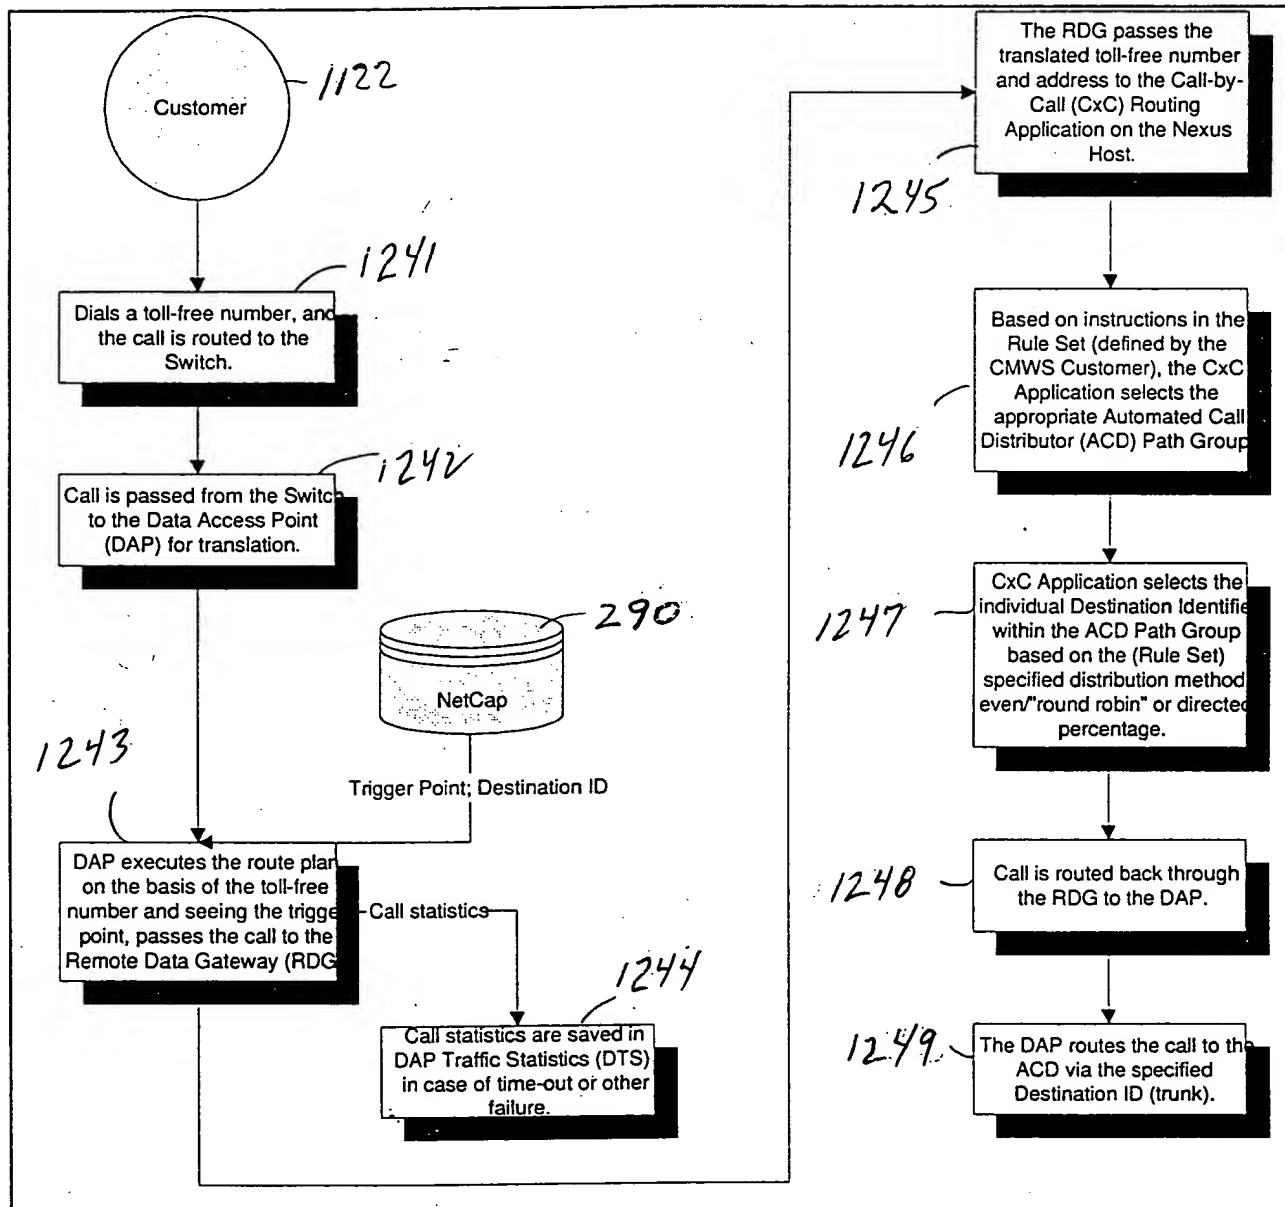 Customer
1122
1241
Dials a toll-free number, and
the call is routed to the
Switch.
1242
Call is passed from the Switch
to the Data Access Point
(DAP) for translation.
290
NetCap
Trigger Point; Destination ID
1243
DAP executes the route plan
on the basis of the toll-free
number and seeing the trigge
point, passes the call to the
Remote Data Gateway (RDG
Call statistics
1244
Call statistics are saved in
DAP Traffic Statistics (DTS)
in case of time-out or other
failure.
The RDG passes the
translated toll-free number
and address to the Call-by-
Call (CxC) Routing
Application on the Nexus
Host.
1245
Based on instructions in the
Rule Set (defined by the
CMWS Customer), the CxC
Application selects the
appropriate Automated Call
Distributor (ACD) Path Group
1246
CxC Application selects the
individual Destination Identifie
within the ACD Path Group
based on the (Rule Set)
specified distribution method
even/"round robin" or directed
percentage.
1247
Call is routed back through
the RDG to the DAP.
1248
The DAP routes the call to the
ACD via the specified
Destination ID (trunk).
1249